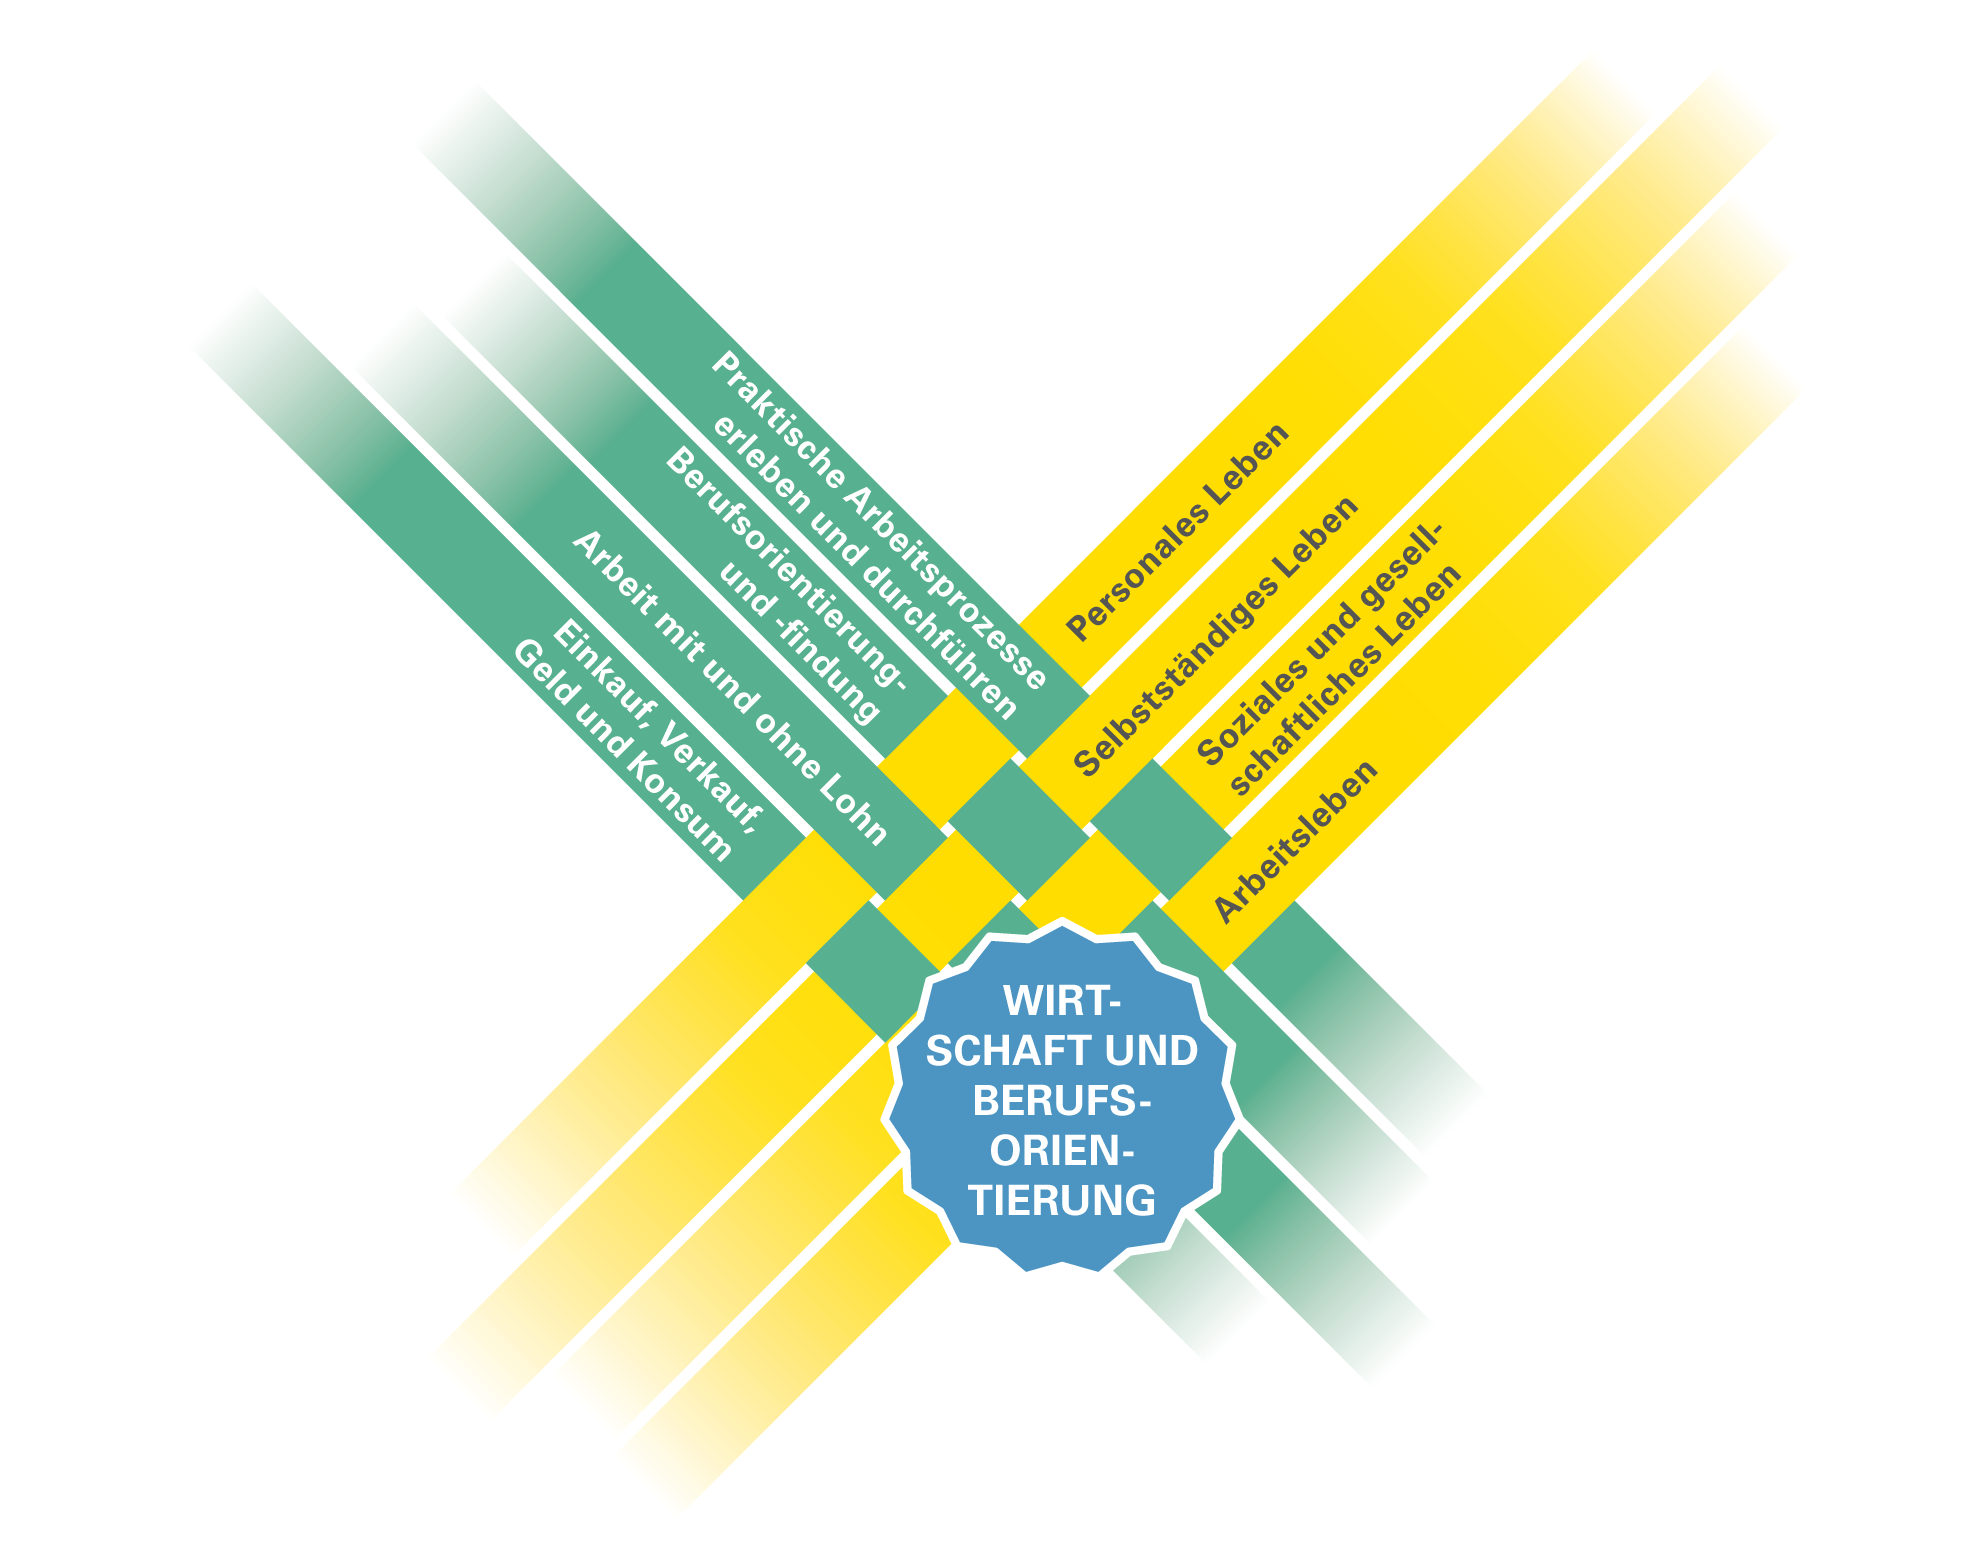 Praktische Arbeitsprozesse
erleben und durchführen
Berufsorientierung-
und -findung
Arbeit mit und ohne Lohn
Einkauf, Verkauf,
Geld und Konsum
Personales Leben
Selbstständiges Leben
Soziales und gesell-
schaftliches Leben
Arbeitsleben
WIRT-
SCHAFT UND
BERUFS-
ORIEN-
TIERUNG